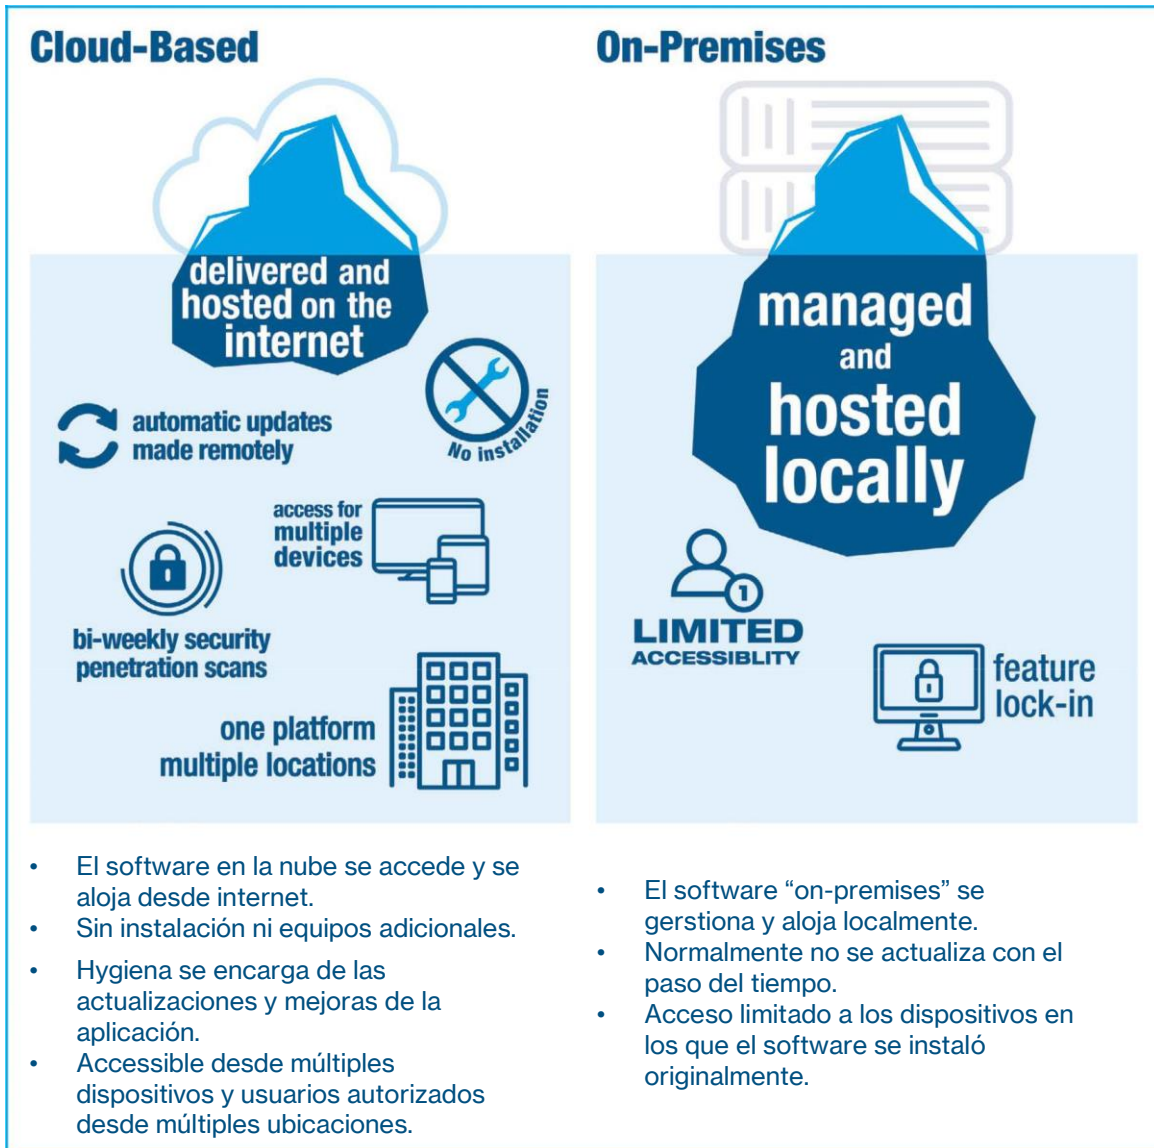 Cloud-Based
delivered and
hosted on the
internet
No installation
automatic updates
made remotely
access for
multiple
devices
bi-weekly security
penetration scans
one platform
multiple locations
• El software en la nube se accede y se
aloja desde internet.
• Sin instalación ni equipos adicionales.
• Hygiena se encarga de las
actualizaciones y mejoras de la
aplicación.
• Accessible desde múltiples
dispositivos y usuarios autorizados
desde múltiples ubicaciones.
On-Premises
managed
and
hosted
locally
1
LIMITED
ACCESSIBLITY
feature
lock-in
• El software “on-premises” se
gerstiona y aloja localmente.
• Normalmente no se actualiza con el
paso del tiempo.
• Acceso limitado a los dispositivos en
los que el software se instaló
originalmente.